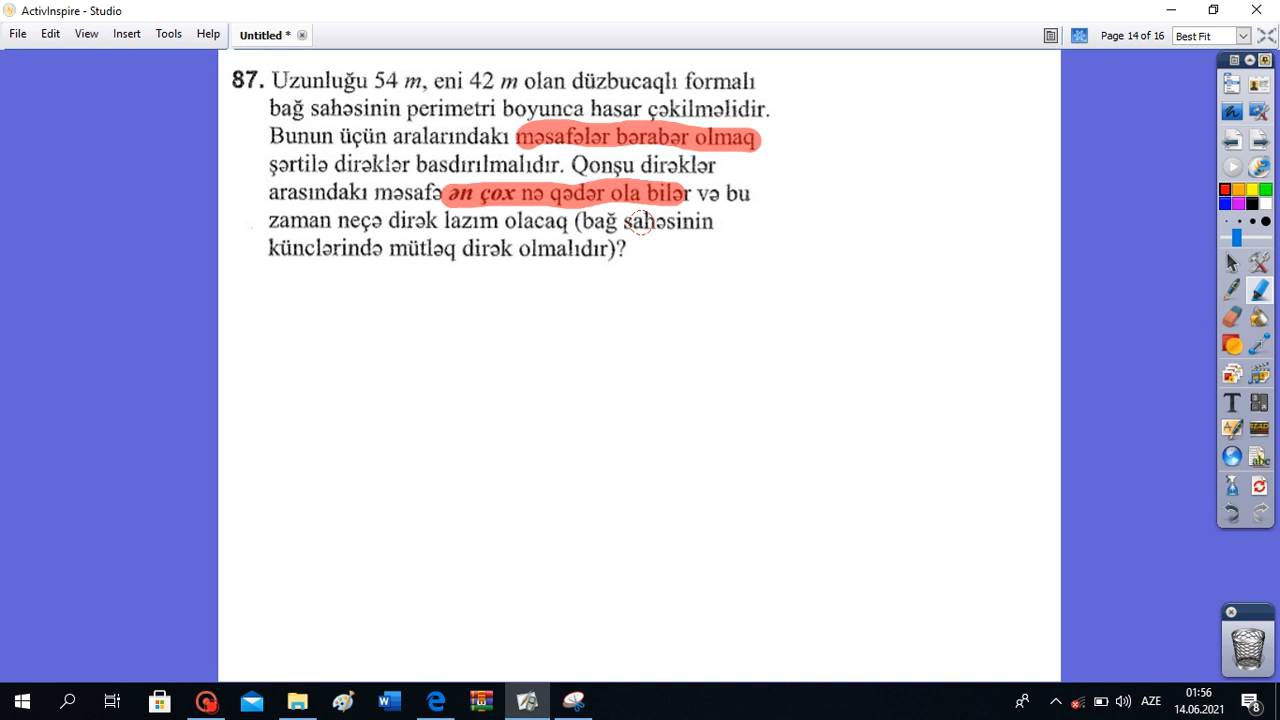 ActivInspire - Studio
File Edit View Insert Tools Help Untitled * Page 14 of 16 Best Fit
87. Uzunluğu 54 m, eni 42 m olan düzbucaqlı formalı
bağ sahəsinin perimetri boyunca hasar çəkilməlidir.
Bunun üçün aralarındakı məsafələr bərabər olmaq
şərtilə dirəklər basdırılmalıdır. Qonşu dirəklər
arasındakı məsafə ən çox nə qədər ola bilər və bu
zaman neçə dirək lazım olacaq (bağ sahəsinin
künclərində mütləq dirək olmalıdır)?
AZE
01:56
14.06.2021
8